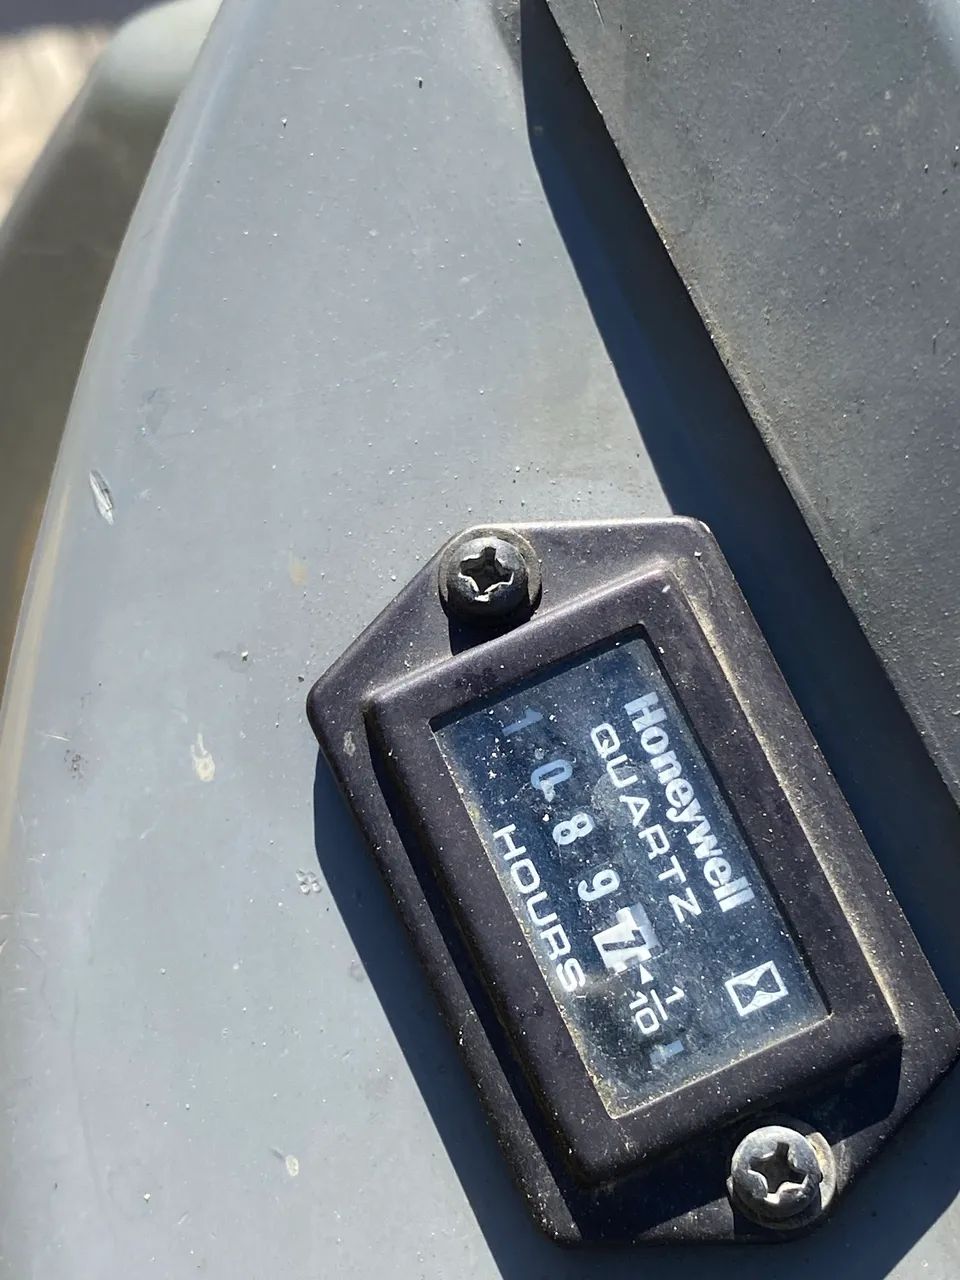 Honeywell
QUARTZ
1 0 8 9 7 1/10
HOURS